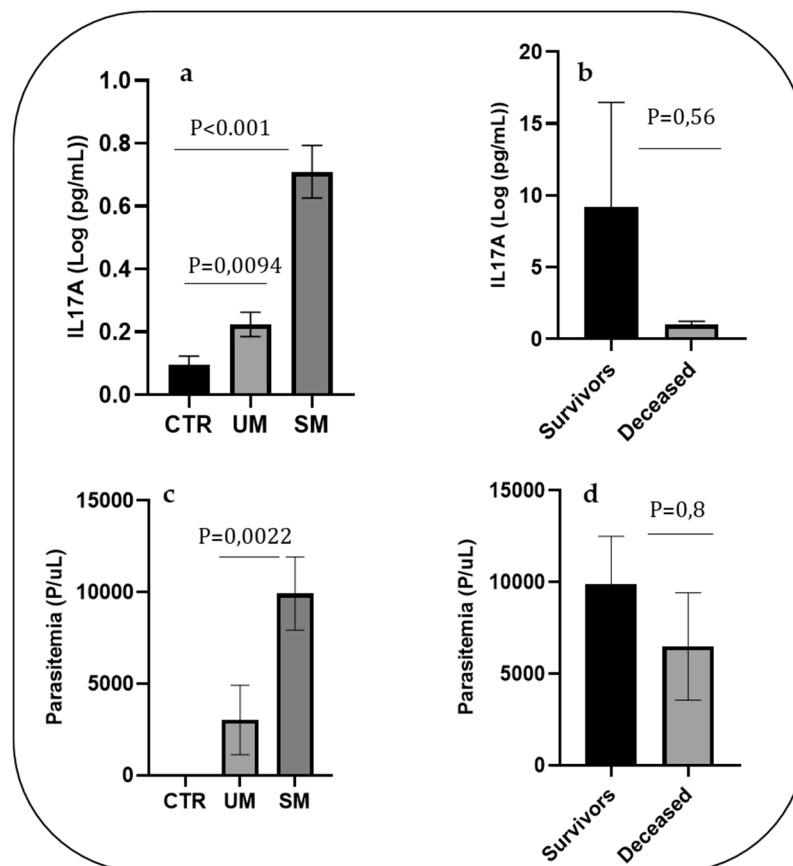 a
IL17A (Log (pg/mL))
1.0
0.8
0.6
0.4
0.2
0.0
P<0.001
P=0,0094
CTR UM SM
b
IL17A (Log (pg/mL))
20
15
10
5
0
P=0,56
Survivors Deceased
c
Parasitemia (P/uL)
15000
10000
5000
0
P=0,0022
CTR UM SM
d
Parasitemia (P/uL)
15000
10000
5000
0
P=0,8
Survivors Deceased